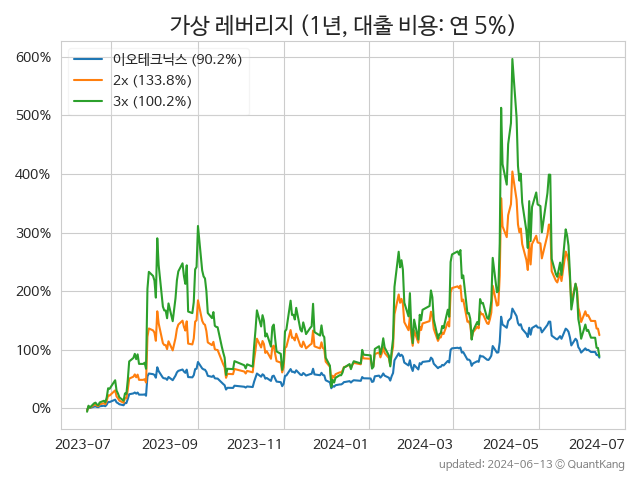 가상 레버리지 (1년, 대출 비용: 연 5%)
이오테크닉스 (90.2%)
2x (133.8%)
3x (100.2%)
600%
500%
400%
300%
200%
100%
0%
2023-07 2023-09 2023-11 2024-01 2024-03 2024-05 2024-07
updated: 2024-06-13 © QuantKang